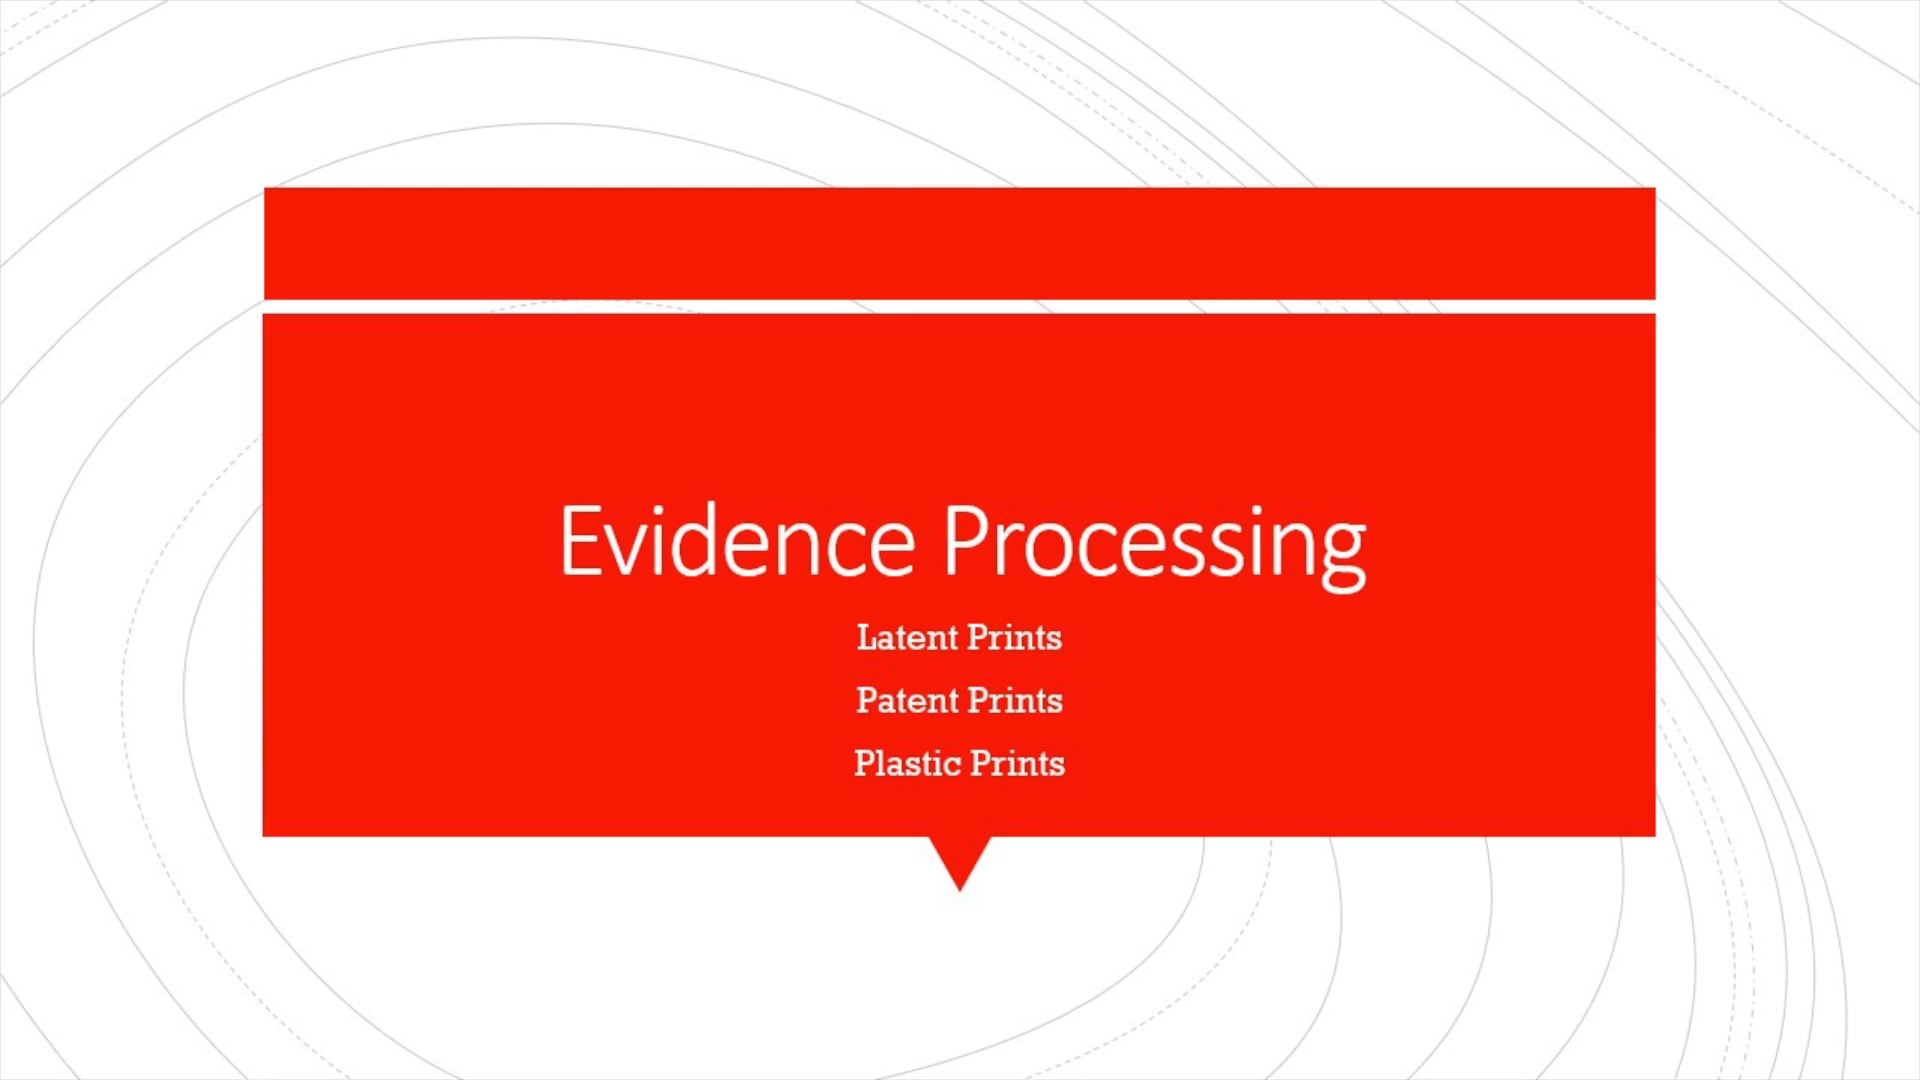 Evidence Processing
Latent Prints
Patent Prints
Plastic Prints